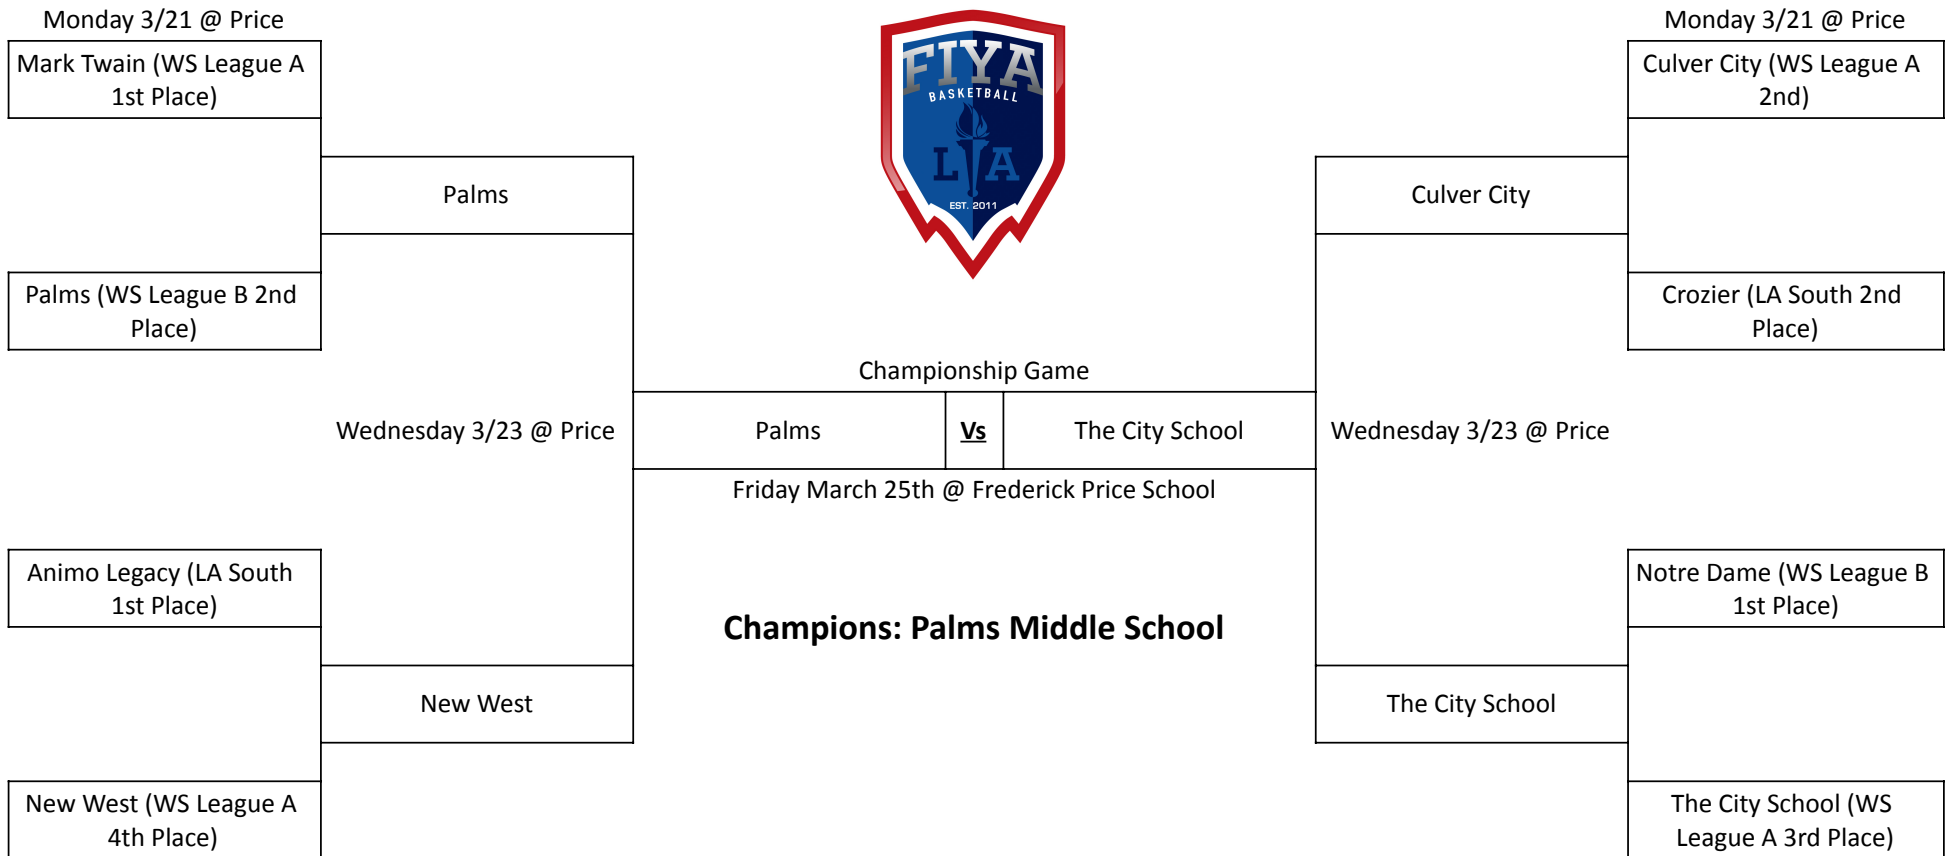 Monday 3/21 @ Price
Monday 3/21 @ Price
Mark Twain (WS League A
1st Place)
FIYA
BASKETBALL
LA
EST. 2011
Culver City (WS League A
2nd)
Palms
Culver City
Palms (WS League B 2nd
Place)
Crozier (LA South 2nd
Place)
Championship Game
Wednesday 3/23 @ Price
Palms
Vs
The City School
Wednesday 3/23 @ Price
Friday March 25th @ Frederick Price School
Animo Legacy (LA South
1st Place)
Notre Dame (WS League B
1st Place)
Champions: Palms Middle School
New West
The City School
New West (WS League A
4th Place)
The City School (WS
League A 3rd Place)